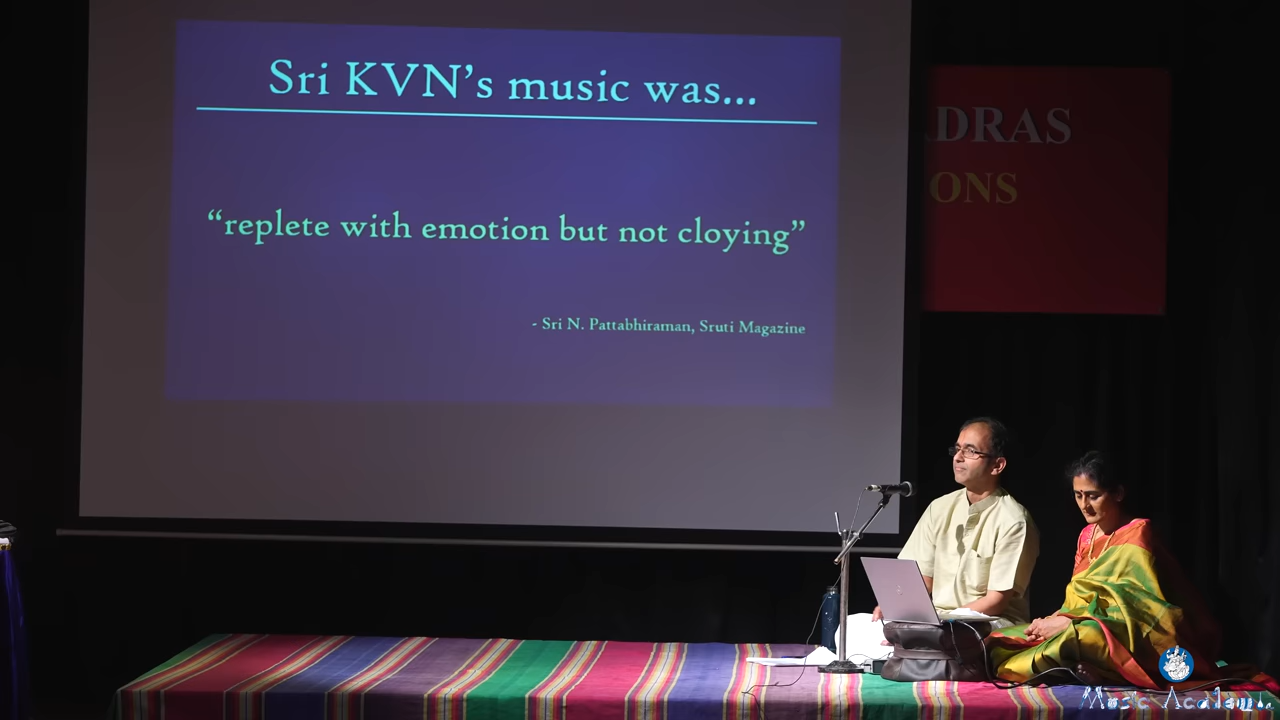 Sri KVN's music was...
"replete with emotion but not cloying"
- Sri N. Pattabhiraman, Sruti Magazine
DRAS
ONS
Music Academy